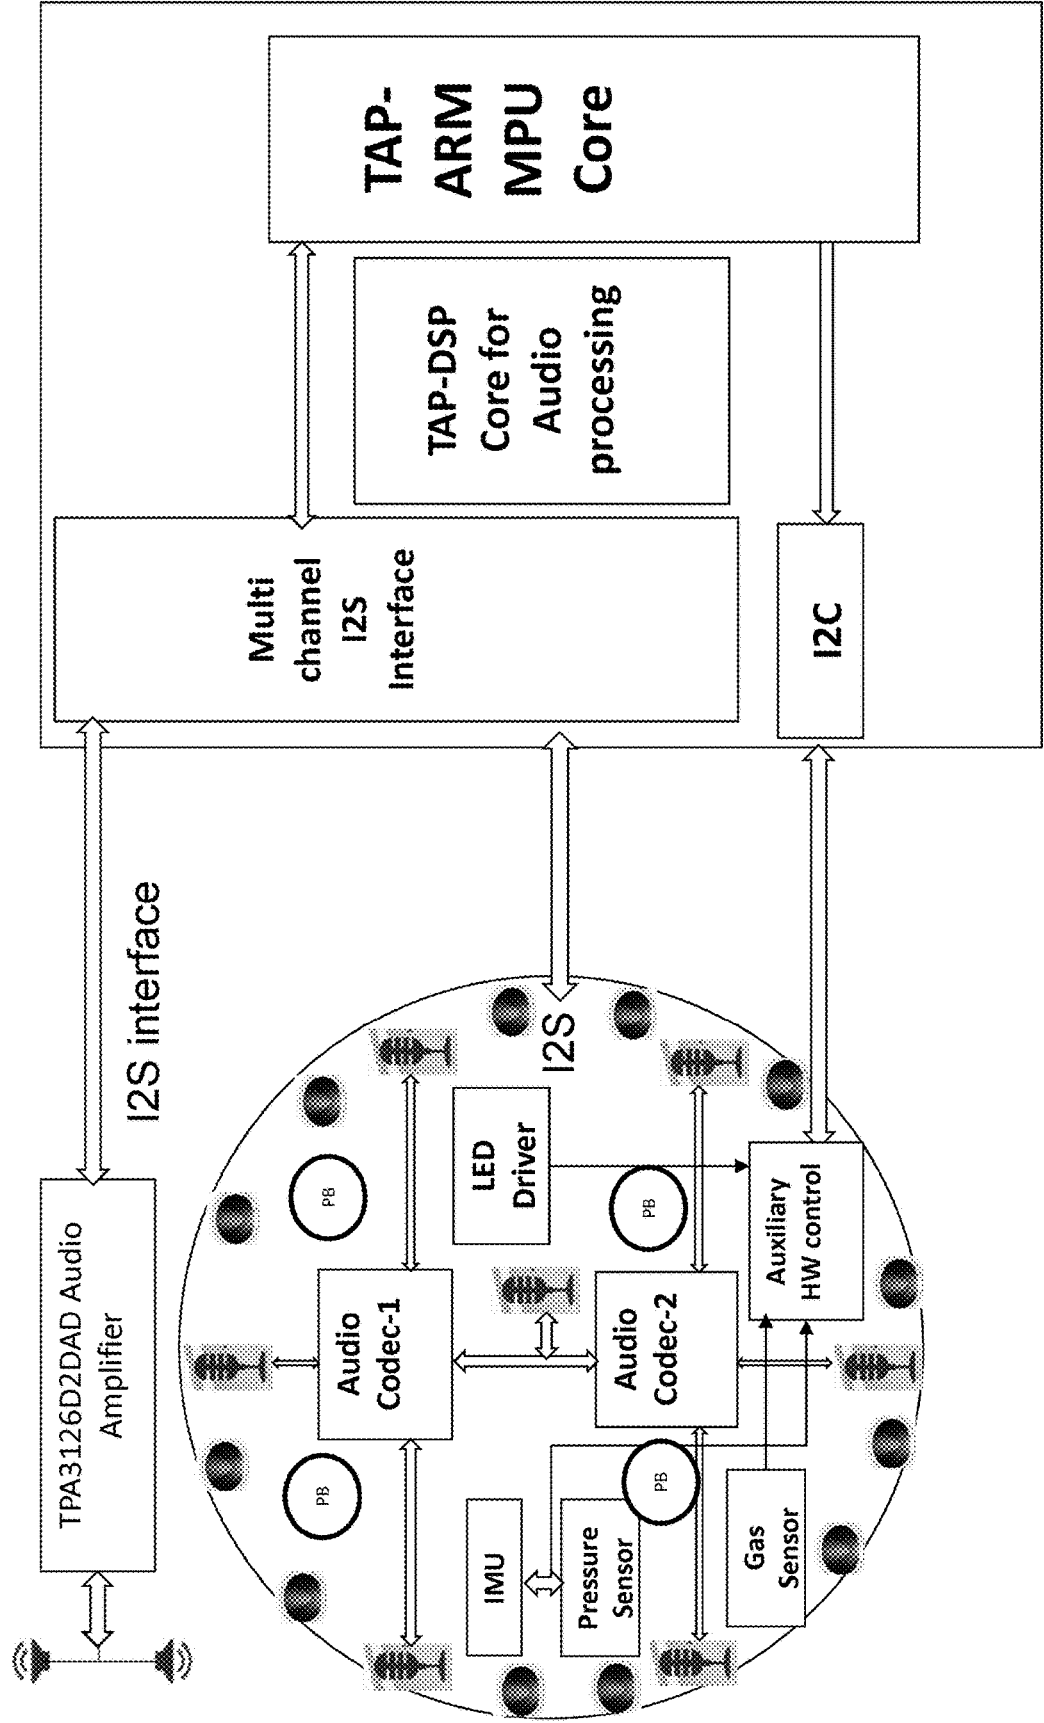 TPA3126D2DAD Audio
Amplifier
I2S interface
Multi
channel
I2S
Interface
TAP-
ARM
MPU
Core
TAP-DSP
Core for
Audio
processing
I2C
I2S
PB
PB
Audio
Codec-1
LED
Driver
IMU
Pressure
Sensor
PB
PB
Audio
Codec-2
Gas
Sensor
Auxiliary
HW control